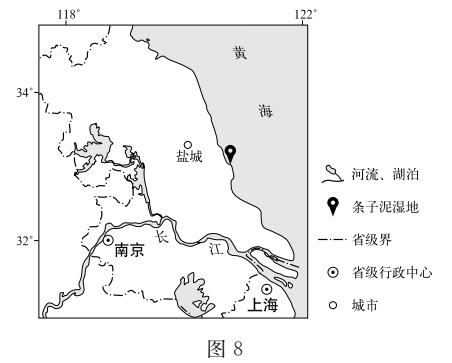 118° 122°
黄
海
34°
盐城
32°
南京
长
江
上海
河流、湖泊
条子泥湿地
省级界
省级行政中心
城市
图 8